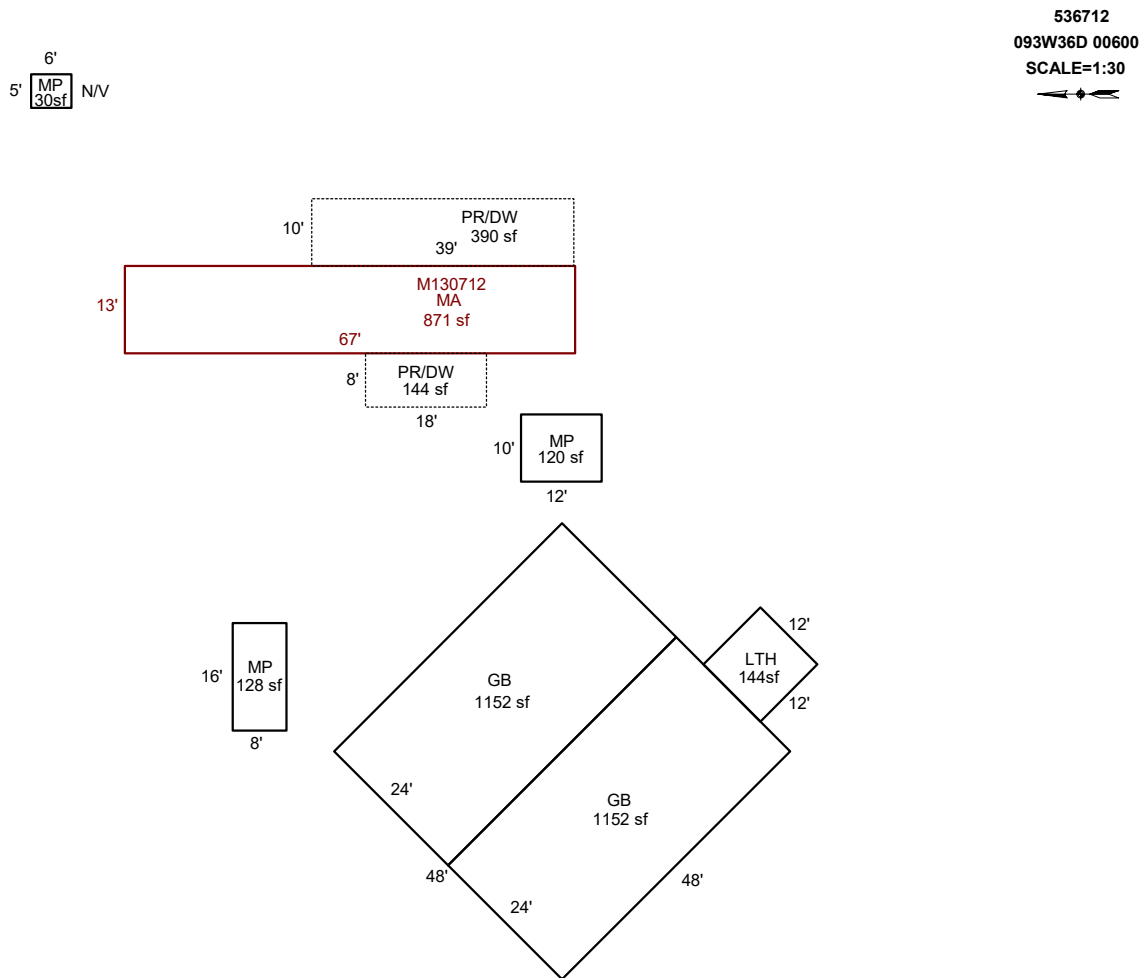 536712
093W36D 00600
SCALE=1:30
6'
5'
MP
30sf
N/V
10'
PR/DW
390 sf
39'
13'
M130712
MA
871 sf
67'
8'
PR/DW
144 sf
18'
10'
MP
120 sf
12'
16'
MP
128 sf
8'
GB
1152 sf
24'
12'
LTH
144sf
12'
GB
1152 sf
48'
48'
24'